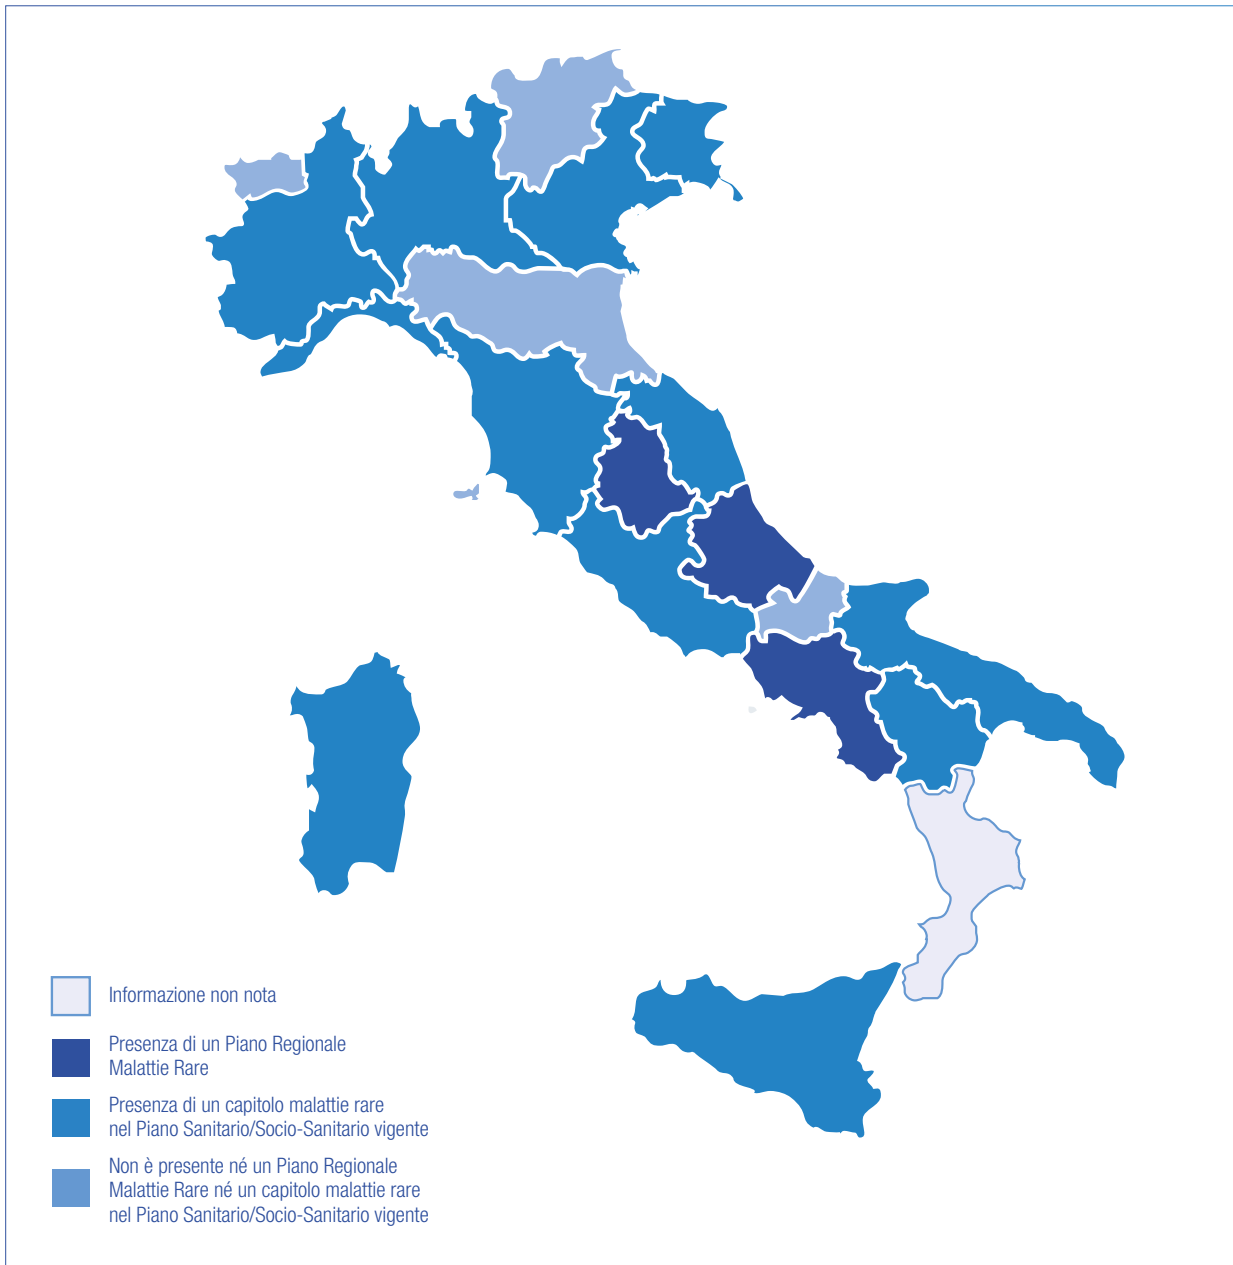 Informazione non nota
Presenza di un Piano Regionale
Malattie Rare
Presenza di un capitolo malattie rare
nel Piano Sanitario/Socio-Sanitario vigente
Non è presente né un Piano Regionale
Malattie Rare né un capitolo malattie rare
nel Piano Sanitario/Socio-Sanitario vigente